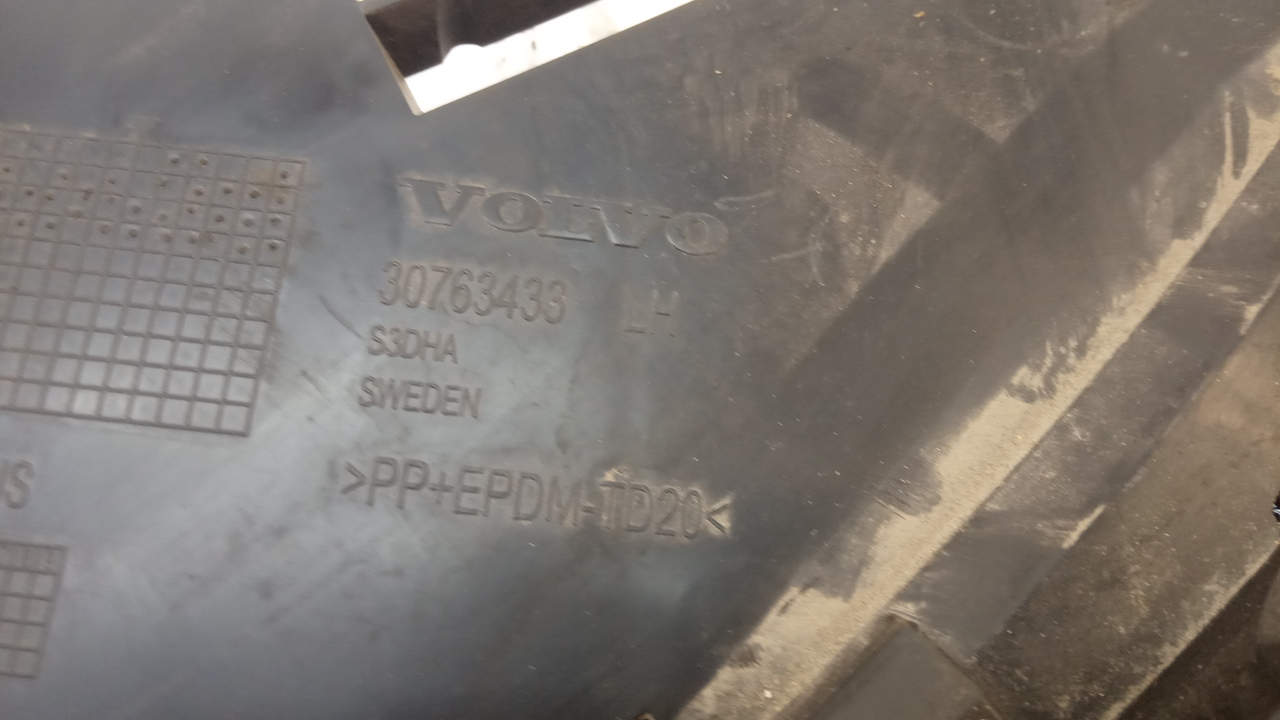 VOLVO
30763433 LH
S3DHA
SWEDEN
>PP+EPDM-TD20<